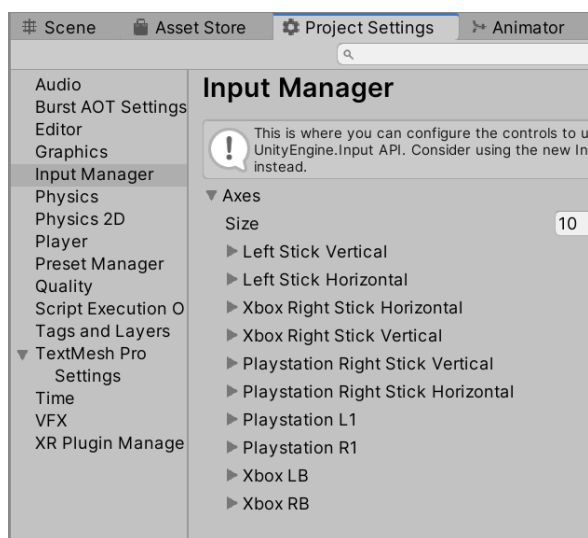 Scene
Asset Store
Project Settings
Animator
Audio
Burst AOT Settings
Editor
Graphics
Input Manager
Physics
Physics 2D
Player
Preset Manager
Quality
Script Execution O
Tags and Layers
TextMesh Pro
Settings
Time
VFX
XR Plugin Manage
Input Manager
This is where you can configure the controls to u
UnityEngine.Input API. Consider using the new In
instead.
Axes
Size 10
Left Stick Vertical
Left Stick Horizontal
Xbox Right Stick Horizontal
Xbox Right Stick Vertical
Playstation Right Stick Vertical
Playstation Right Stick Horizontal
Playstation L1
Playstation R1
Xbox LB
Xbox RB